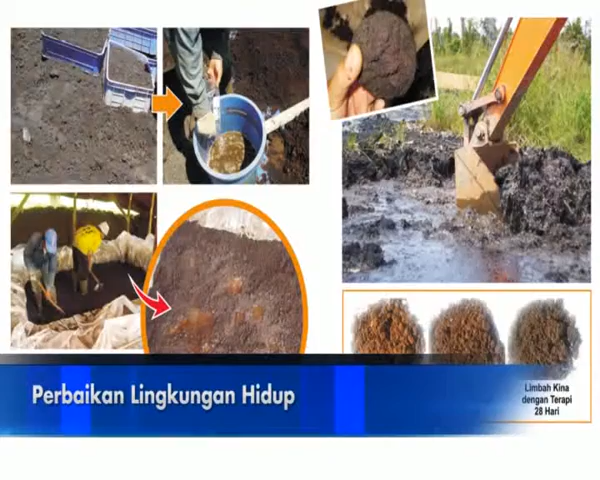 Perbaikan Lingkungan Hidup
Limbah Kina
dengan Terapi
28 Hari